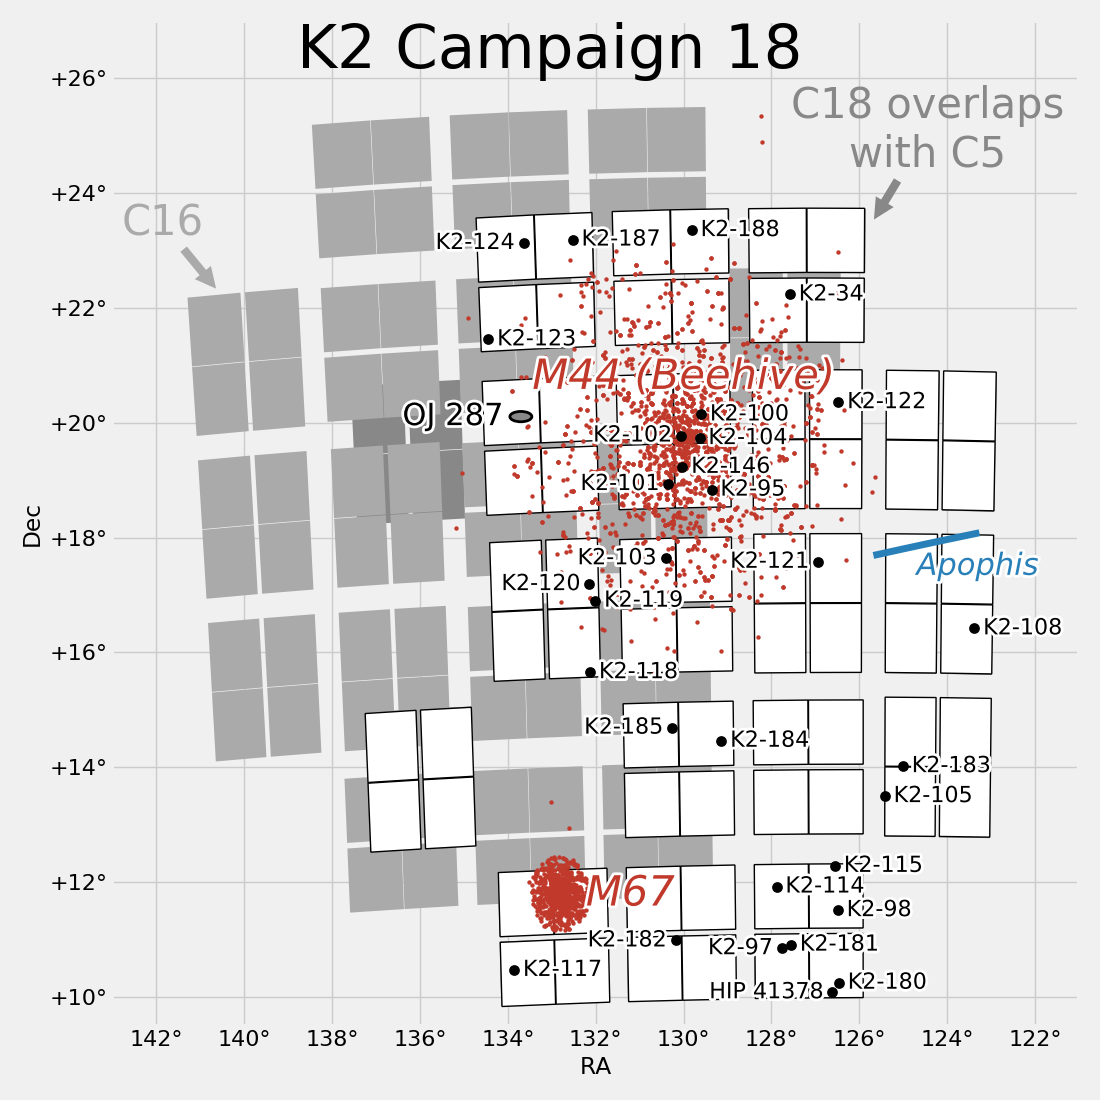 K2 Campaign 18
+26°
C18 overlaps
with C5
+24°
C16
K2-124
K2-187
K2-188
+22°
K2-34
K2-123
M44 (Beehive)
+20°
OJ 287
K2-100
K2-122
K2-102
K2-104
K2-146
K2-101
K2-95
Dec
+18°
K2-103
K2-121
Apophis
K2-120
K2-119
K2-108
+16°
K2-118
K2-185
K2-184
+14°
K2-183
K2-105
K2-115
+12°
M67
K2-114
K2-98
K2-182
K2-97
K2-181
K2-117
K2-180
HIP 41378
+10°
142°
140°
138°
136°
134°
132°
130°
128°
126°
124°
122°
RA